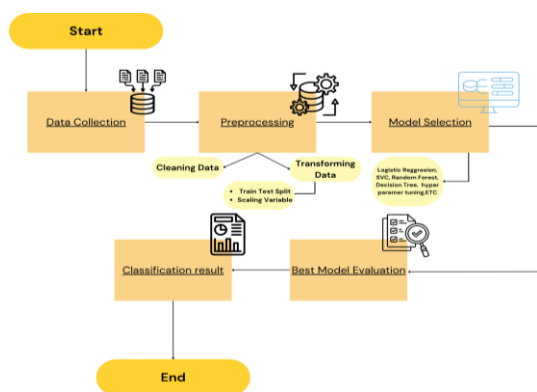 Start
Data Collection
Preprocessing
Model Selection
Cleaning Data
Transforming
Data
Train Test Split
Scaling Variable
Logistic Reggresion,
SVC, Random Forest,
Decision Tree, hyper
paramer tuning.ETC
Classification result
Best Model Evaluation
End